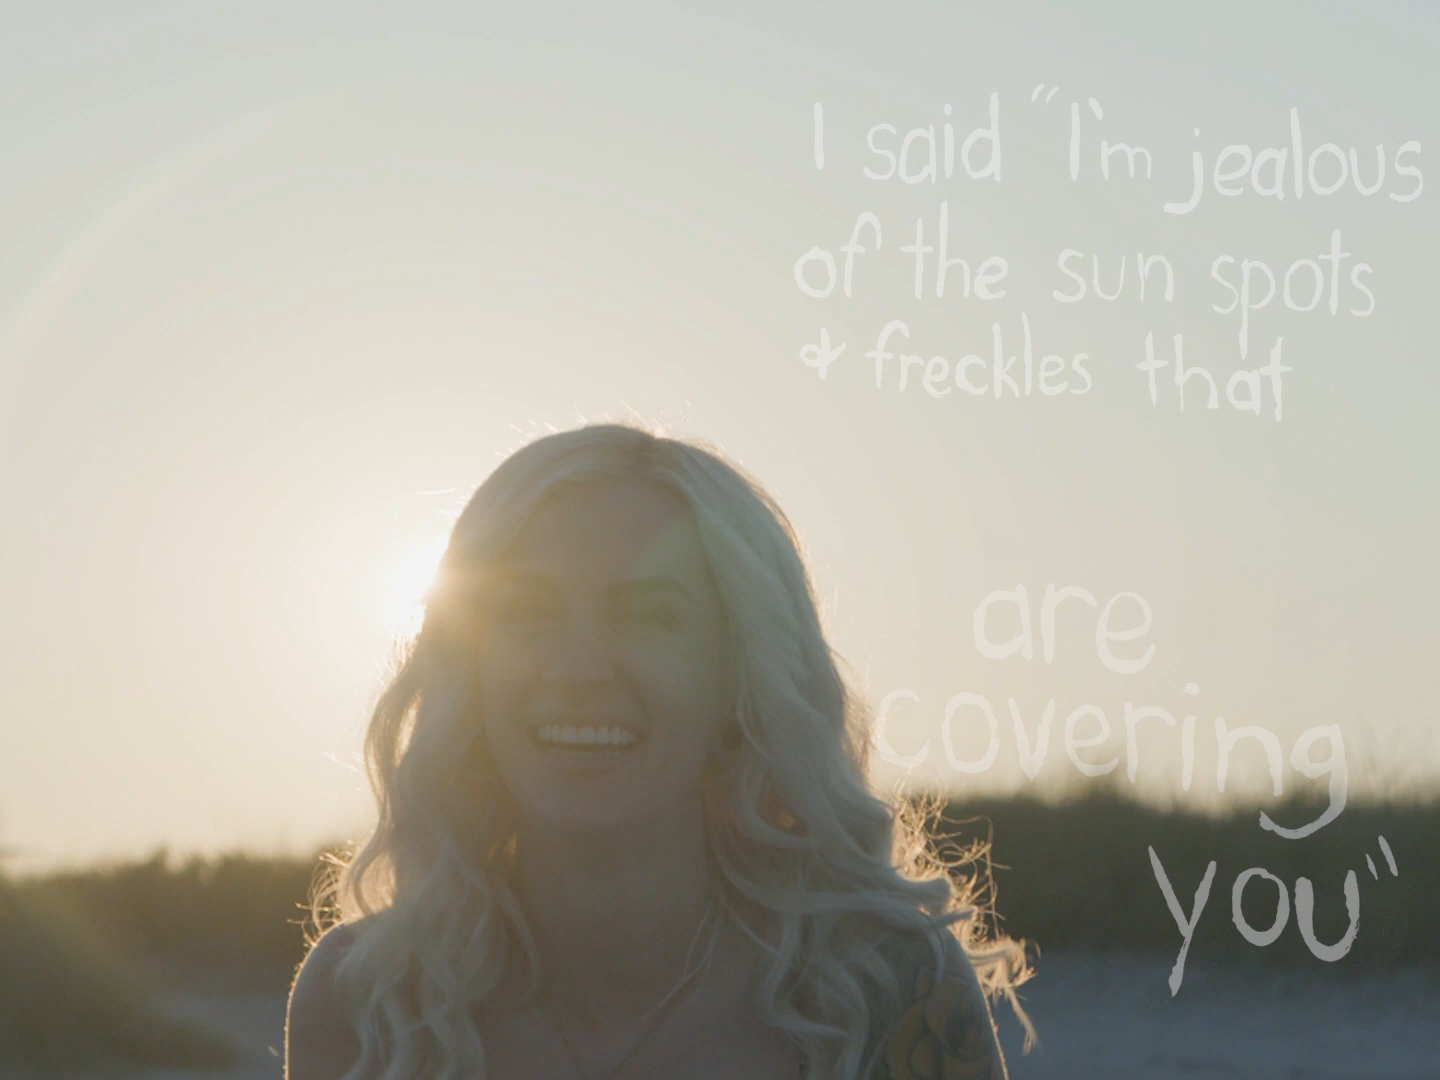 I said "I'm jealous
of the sun spots
& freckles that
are
covering
you"